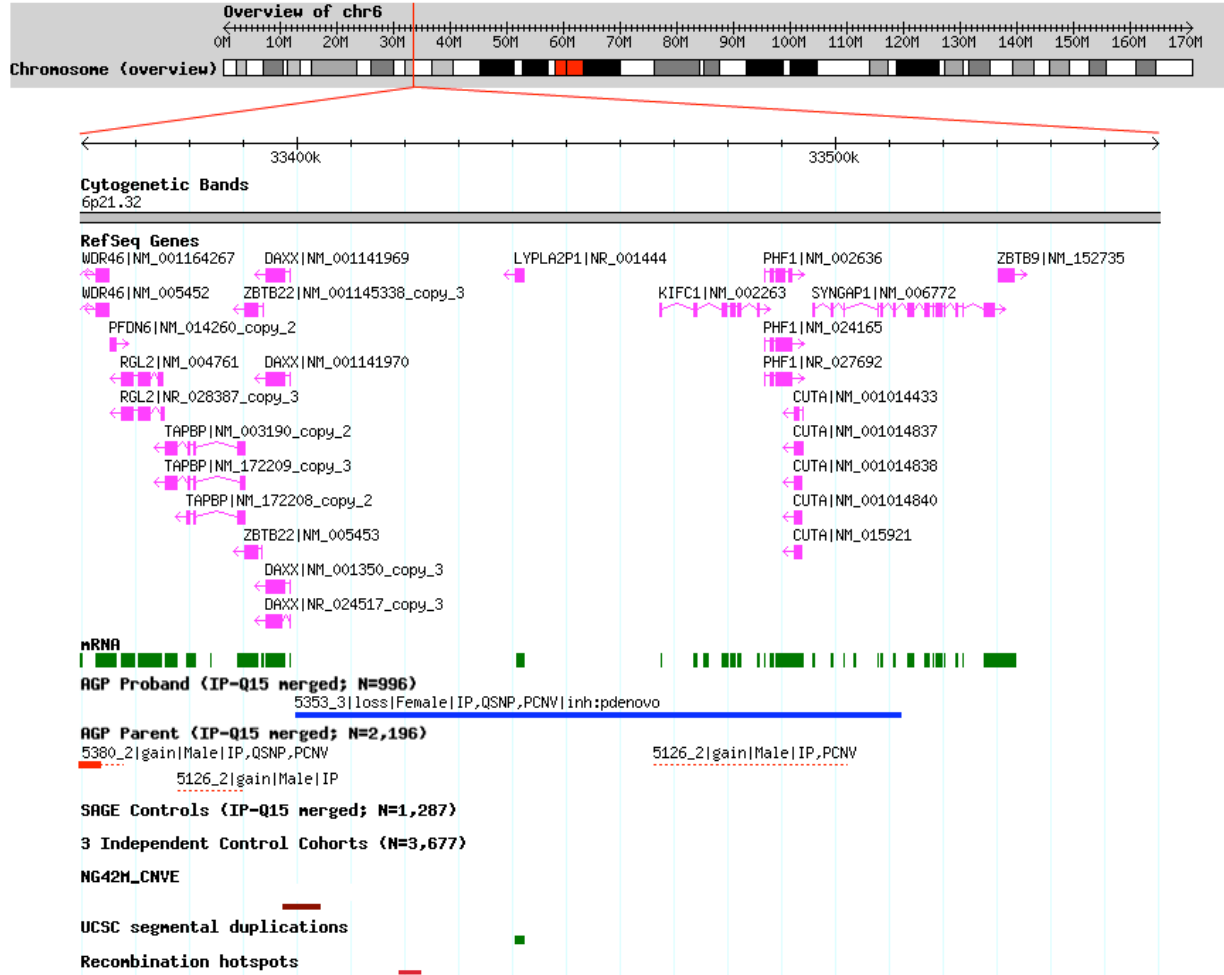 Overview of chr6
0M 10M 20M 30M 40M 50M 60M 70M 80M 90M 100M 110M 120M 130M 140M 150M 160M 170M
Chromosome (overview)
33400k 33500k
Cytogenetic Bands
6p21.32
RefSeq Genes
WDR46|NM_001164267 DAXX|NM_001141969 LYPLA2P1|NR_001444 PHF1|NM_002636 ZBTB9|NM_152735
WDR46|NM_005452 ZBTB22|NM_001145338_copy_3 KIFC1|NM_002263 SYNGAP1|NM_006772
PFDN6|NM_014260_copy_2 PHF1|NM_024165
RGL2|NM_004761 DAXX|NM_001141970 PHF1|NR_027692
RGL2|NR_028387_copy_3 CUTA|NM_001014433
TAPBP|NM_003190_copy_2 CUTA|NM_001014837
TAPBP|NM_172209_copy_3 CUTA|NM_001014838
TAPBP|NM_172208_copy_2 CUTA|NM_001014840
ZBTB22|NM_005453 CUTA|NM_015921
DAXX|NM_001350_copy_3
DAXX|NR_024517_copy_3
mRNA
AGP Proband (IP-Q15 merged; N=996)
5353_3|loss|Female|IP,QSNP,PCNV|inh:pdenovo
AGP Parent (IP-Q15 merged; N=2,196)
5380_2|gain|Male|IP,QSNP,PCNV 5126_2|gain|Male|IP,PCNV
5126_2|gain|Male|IP
SAGE Controls (IP-Q15 merged; N=1,287)
3 Independent Control Cohorts (N=3,677)
NG42M_CNVE
UCSC segmental duplications
Recombination hotspots